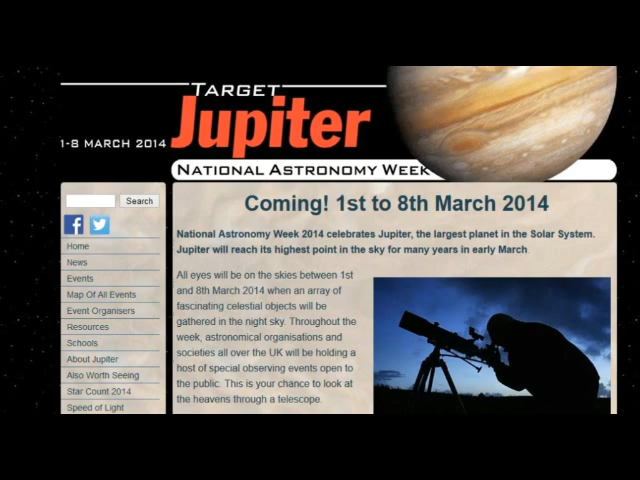 TARGET
Jupiter
1-8 MARCH 2014
NATIONAL ASTRONOMY WEEK
Search
Home
News
Events
Map Of All Events
Event Organisers
Resources
Schools
About Jupiter
Also Worth Seeing
Star Count 2014
Speed of Light
Coming! 1st to 8th March 2014
National Astronomy Week 2014 celebrates Jupiter, the largest planet in the Solar System.
Jupiter will reach its highest point in the sky for many years in early March.
All eyes will be on the skies between 1st
and 8th March 2014 when an array of
fascinating celestial objects will be
gathered in the night sky. Throughout the
week, astronomical organisations and
societies all over the UK will be holding a
host of special observing events open to
the public. This is your chance to look at
the heavens through a telescope.